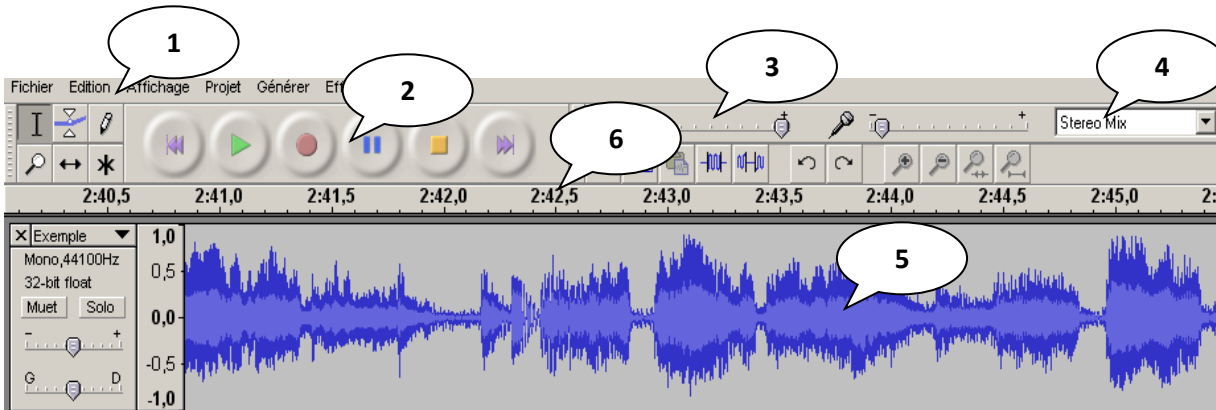 1
2
3
4
5
6
Fichier Edition Affichage Projet Générer
Stereo Mix
2:40,5 2:41,0 2:41,5 2:42,0 2:42,5 2:43,0 2:43,5 2:44,0 2:44,5 2:45,0
Exemple
Mono,44100Hz
32-bit float
Muet Solo
- +
G D
1,0
0,5
0,0
-0,5
-1,0